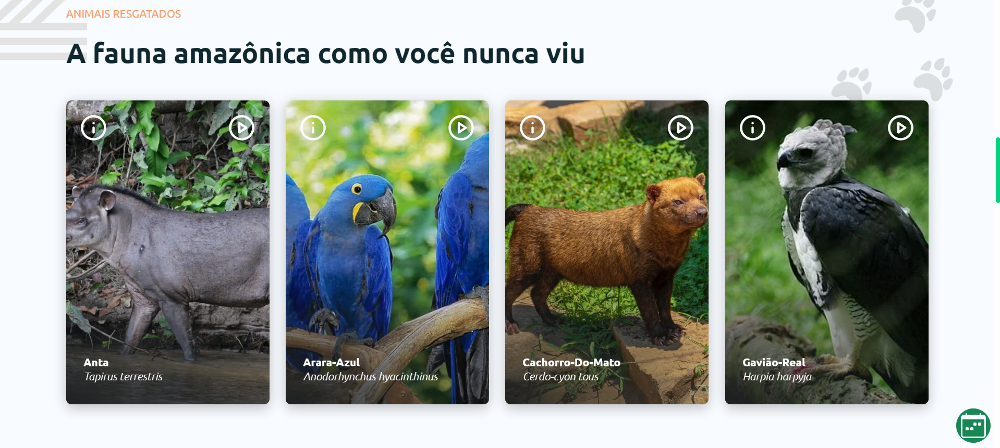 ANIMAIS RESGATADOS
A fauna amazônica como você nunca viu
Anta
Tapirus terrestris
Arara-Azul
Anodorhynchus hyacinthinus
Cachorro-Do-Mato
Cerdo-cyon tous
Gavião-Real
Harpia harpyja